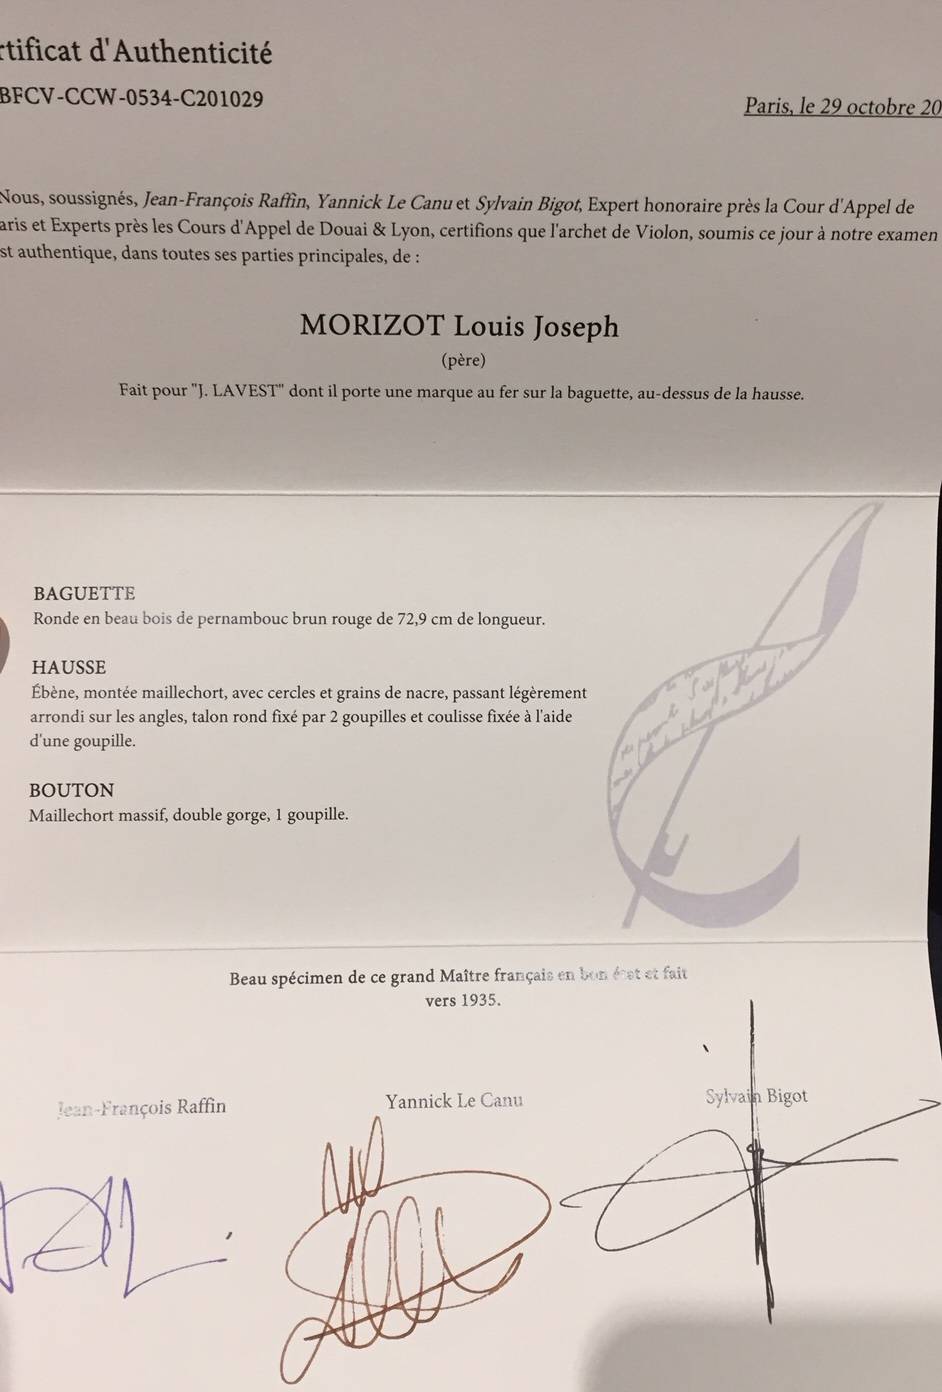 rtificat d'Authenticité
BFCV-CCW-0534-C201029
Paris, le 29 octobre 20
Nous, soussignés, Jean-François Raffin, Yannick Le Canu et Sylvain Bigot, Expert honoraire près la Cour d'Appel de
aris et Experts près les Cours d'Appel de Douai & Lyon, certifions que l'archet de Violon, soumis ce jour à notre examen
st authentique, dans toutes ses parties principales, de :
MORIZOT Louis Joseph
(père)
Fait pour "J. LAVEST" dont il porte une marque au fer sur la baguette, au-dessus de la hausse.
BAGUETTE
Ronde en beau bois de pernambouc brun rouge de 72,9 cm de longueur.
HAUSSE
Ébène, montée maillechort, avec cercles et grains de nacre, passant légèrement
arrondi sur les angles, talon rond fixé par 2 goupilles et coulisse fixée à l'aide
d'une goupille.
BOUTON
Maillechort massif, double gorge, 1 goupille.
Beau spécimen de ce grand Maître français en bon état et fait
vers 1935.
Jean-François Raffin
Yannick Le Canu
Sylvain Bigot